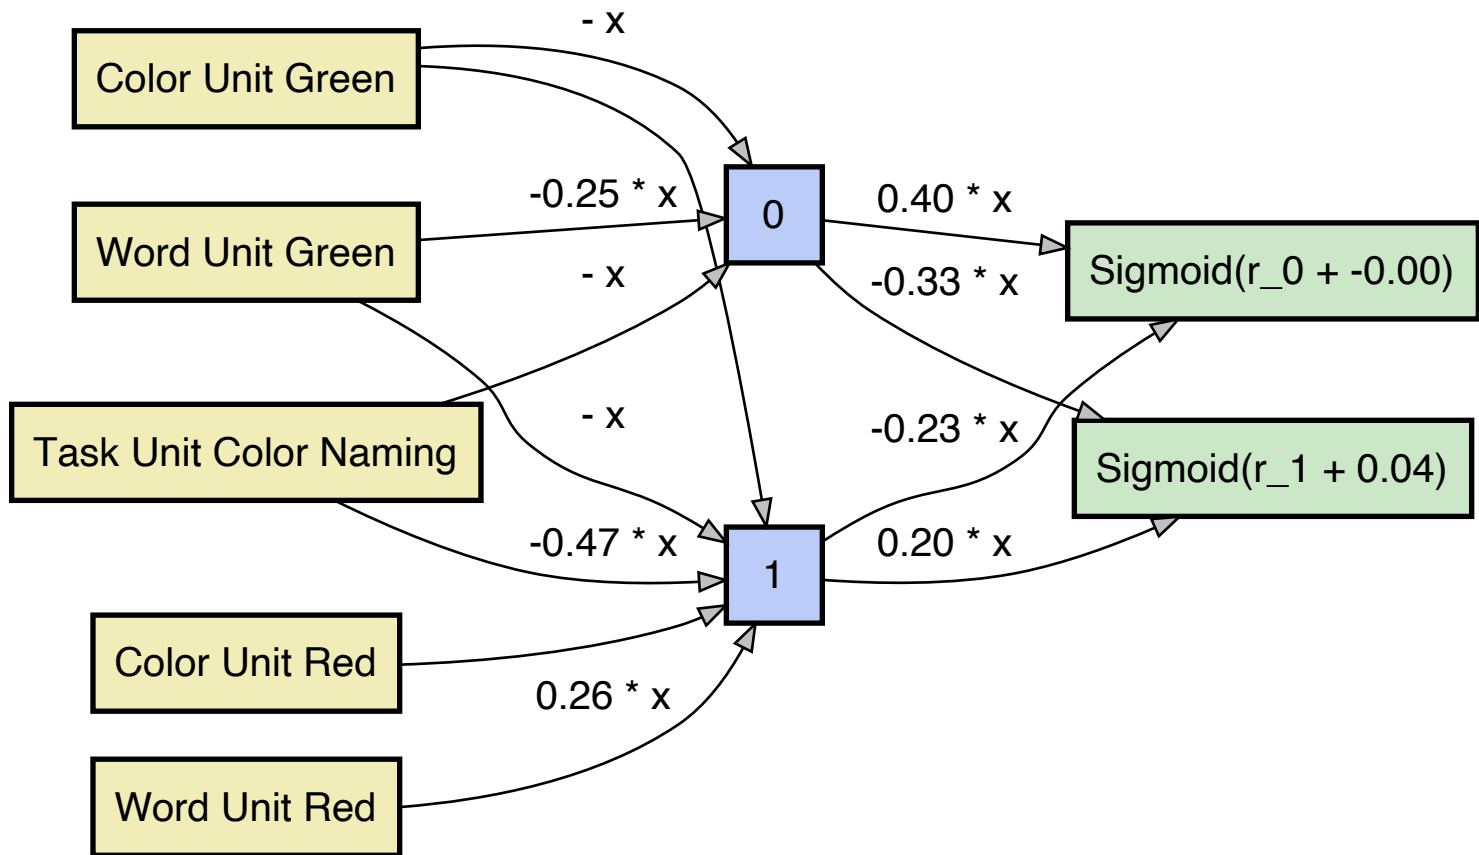 - x
Color Unit Green
-0.25 * x
0
0.40 * x
Word Unit Green
- x
-0.33 * x
Sigmoid(r_0 + -0.00)
Task Unit Color Naming
- x
-0.23 * x
Sigmoid(r_1 + 0.04)
-0.47 * x
1
0.20 * x
Color Unit Red
0.26 * x
Word Unit Red